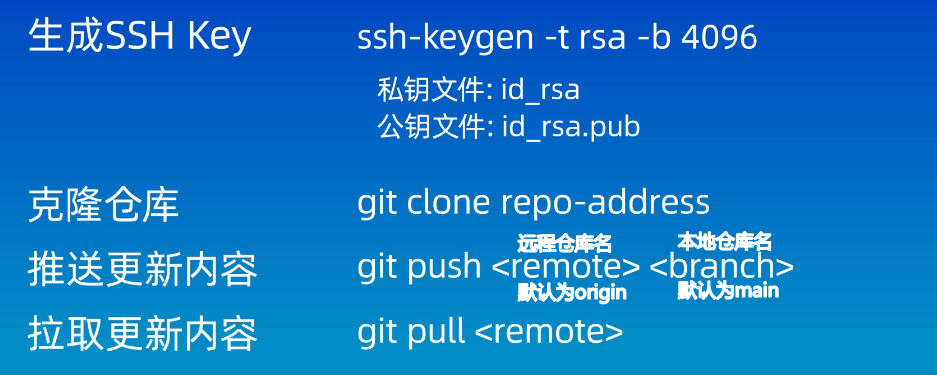 生成SSH Key
ssh-keygen -t rsa -b 4096
私钥文件: id_rsa
公钥文件: id_rsa.pub
克隆仓库
git clone repo-address
远程仓库名
本地仓库名
推送更新内容
git push <remote> <branch>
默认为origin
默认为main
拉取更新内容
git pull <remote>